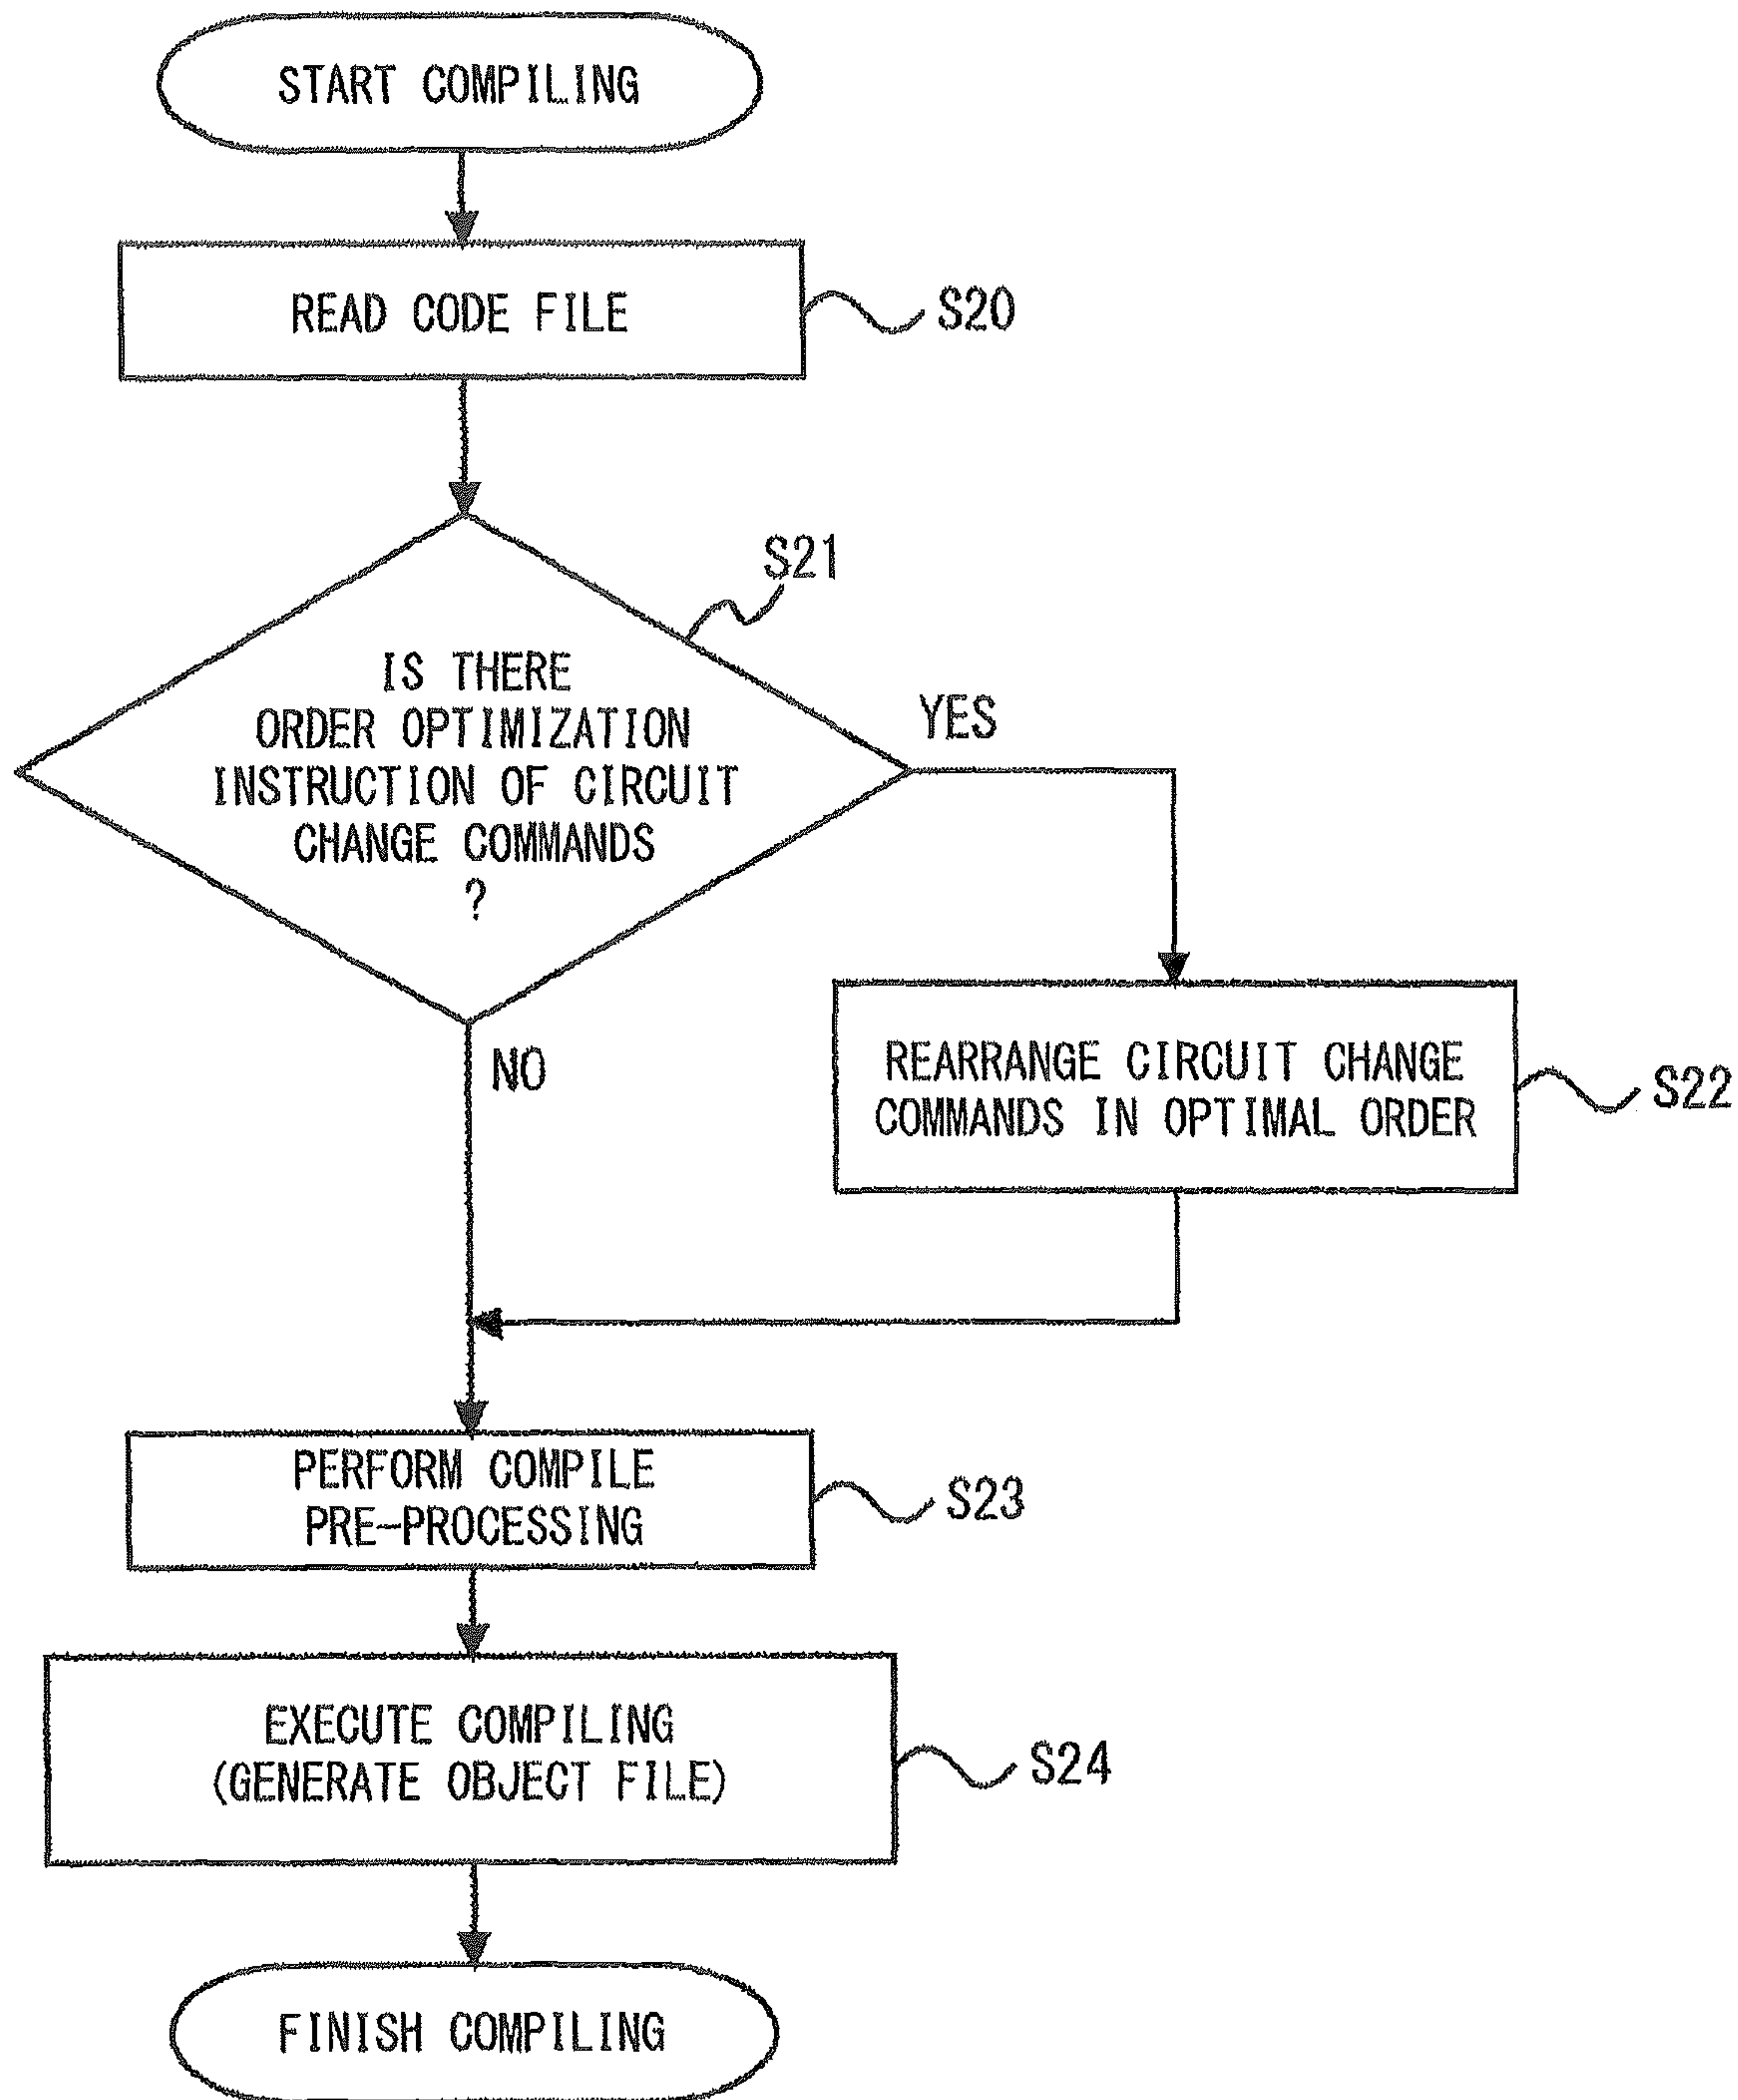 START COMPILING
READ CODE FILE
S20
S21
IS THERE
ORDER OPTIMIZATION
INSTRUCTION OF CIRCUIT
CHANGE COMMANDS
?
YES
NO
REARRANGE CIRCUIT CHANGE
COMMANDS IN OPTIMAL ORDER
S22
PERFORM COMPILE
PRE-PROCESSING
S23
EXECUTE COMPILING
(GENERATE OBJECT FILE)
S24
FINISH COMPILING